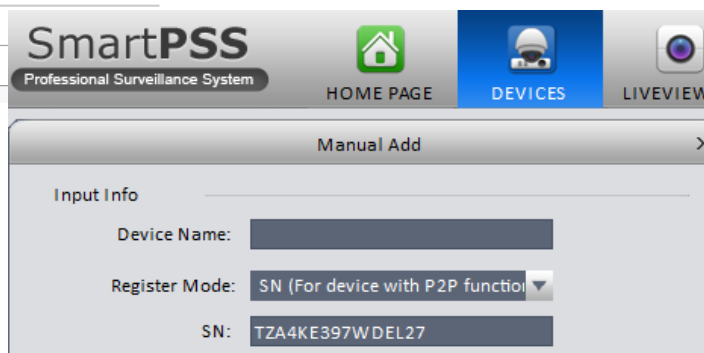 SmartPSS
Professional Surveillance System
HOME PAGE
DEVICES
LIVEVIEW
Manual Add
Input Info
Device Name:
Register Mode: SN (For device with P2P function
SN: TZA4KE397WDEL27